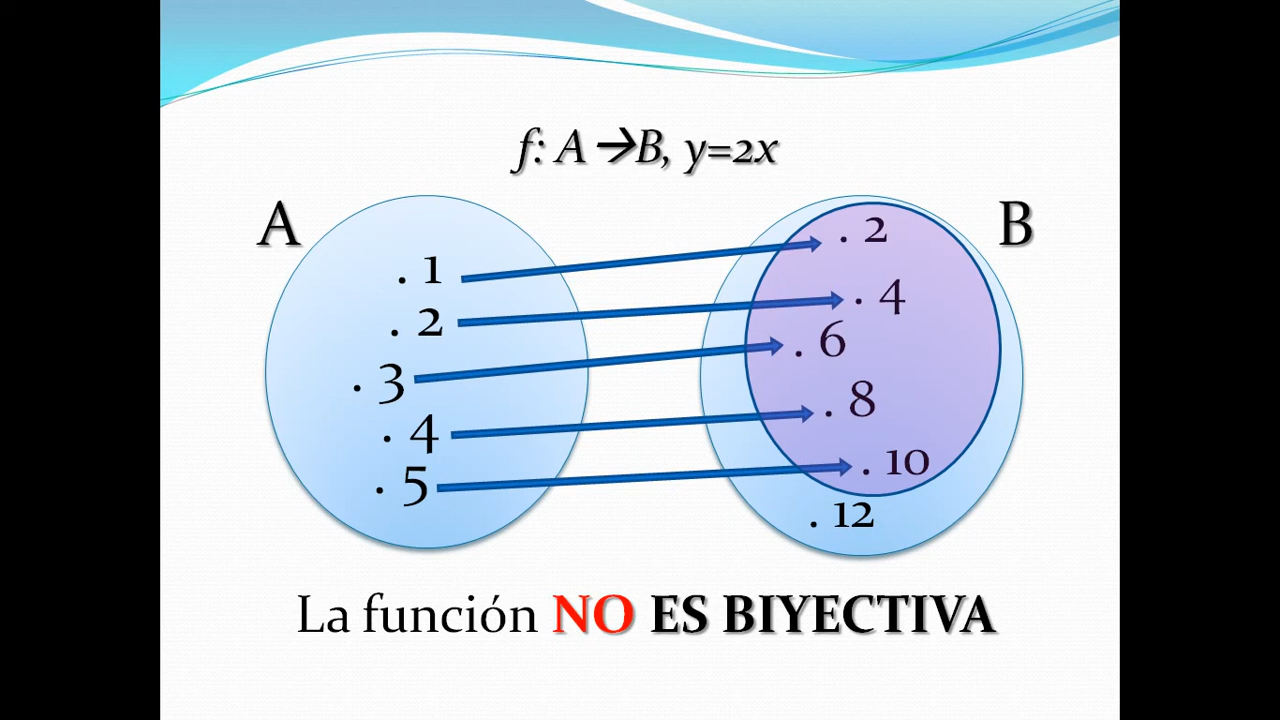 f: A→B, y=2x
A
B
. 1
. 2
. 3
. 4
. 5
. 2
. 4
. 6
. 8
. 10
. 12
La función NO ES BIYECTIVA